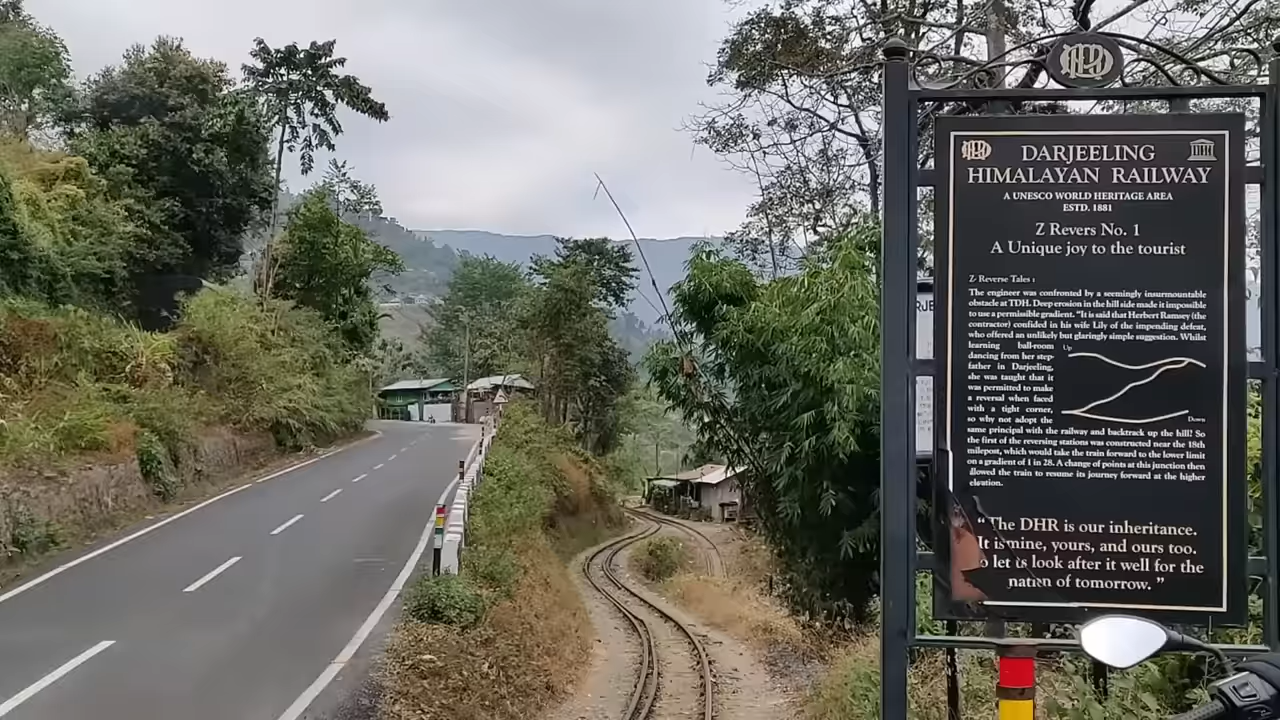 DARJEELING
HIMALAYAN RAILWAY
A UNESCO WORLD HERITAGE AREA
ESTD. 1881
Z Revers No. 1
A Unique joy to the tourist
Z- Reverse Tales :
The engineer was confronted by a seemingly insurmountable
obstacle at TDH. Deep erosion in the hill side made it impossible
to use a permissible gradient. "It is said that Herbert Ramsey (the
contractor) confided in his wife Lily of the impending defeat,
who offered an unlikely but glaringly simple suggestion. Whilst
learning ball-room
dancing from her step
father in Darjeeling,
she was taught that it
was permitted to make
a reversal when faced
with a tight corner,
so why not adopt the
Up
Down
same principal with the railway and backtrack up the hill? So
the first of the reversing stations was constructed near the 18th
milepost, which would take the train forward to the lower limit
on a gradient of 1 in 28. A change of points at this junction then
llowed the train to resume its journey forward at the higher
elevation.
" The DHR is our inheritance.
It is mine, yours, and ours too.
o let us look after it well for the
nation of tomorrow. "